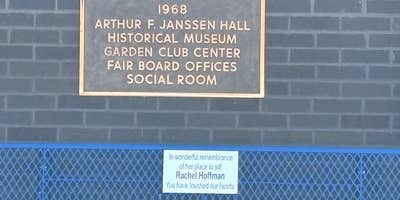 1968
ARTHUR F. JANSSEN HALL
HISTORICAL MUSEUM
GARDEN CLUB CENTER
FAIR BOARD OFFICES
SOCIAL ROOM
In wonderful remembrance
of her place to sit!
Rachel Hoffman
You have touched our hearts